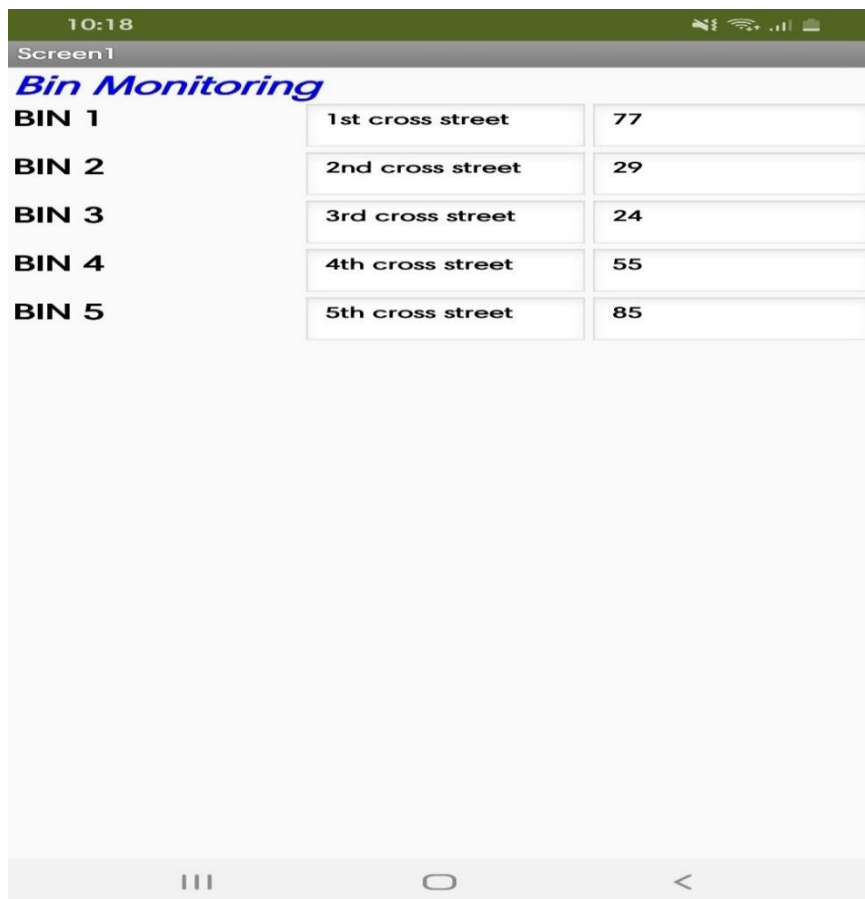 10:18
Screen1
Bin Monitoring
BIN 1 1st cross street 77
BIN 2 2nd cross street 29
BIN 3 3rd cross street 24
BIN 4 4th cross street 55
BIN 5 5th cross street 85